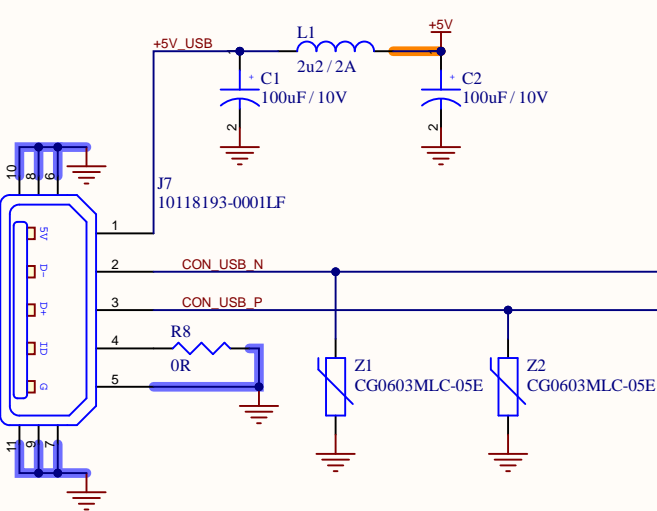 +5V_USB
L1
2u2 / 2A
+5V
+ C1
100uF / 10V
2
+ C2
100uF / 10V
2
10
8
6
J7
10118193-0001LF
5V
D-
D+
ID
G
1
2
CON_USB_N
3
CON_USB_P
4
R8
0R
5
Z1
CG0603MLC-05E
Z2
CG0603MLC-05E
11
9
7